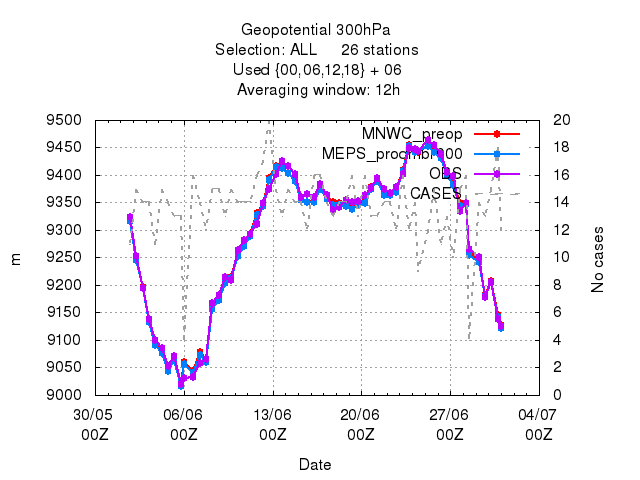 Geopotential 300hPa
Selection: ALL 26 stations
Used {00,06,12,18} + 06
Averaging window: 12h
9500
9450
9400
9350
9300
9250
9200
9150
9100
9050
9000
m
20
18
16
14
12
10
8
6
4
2
0
No cases
MNWC_preop
OBS
CASES
30/05 06/06 13/06 20/06 27/06 04/07
00Z 00Z 00Z 00Z 00Z 00Z
Date